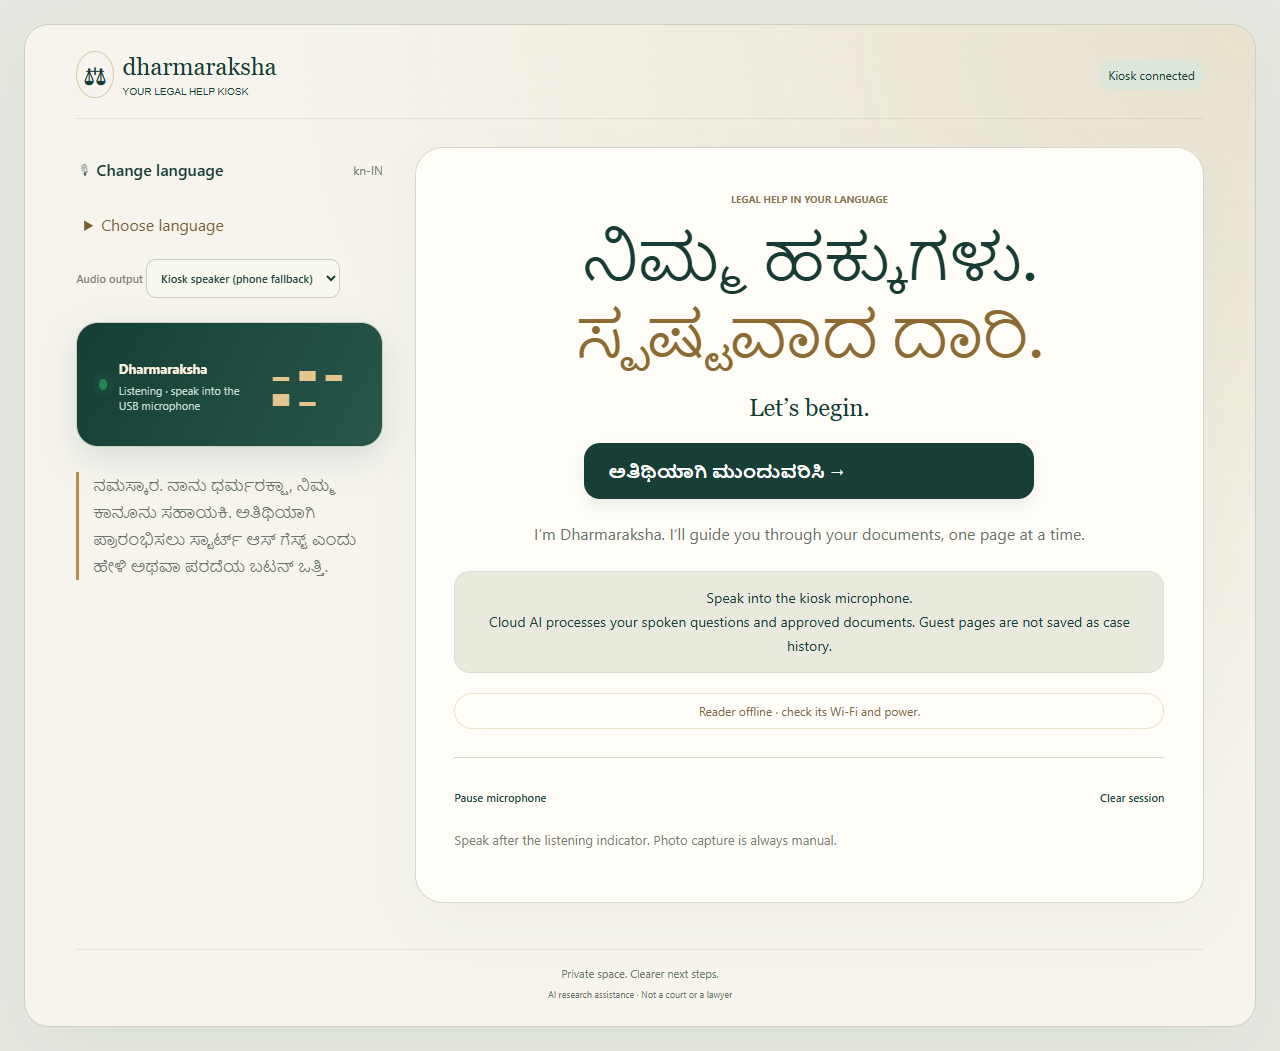 dharmaraksha
YOUR LEGAL HELP KIOSK
Kiosk connected
Change language
kn-IN
Choose language
Audio output
Kiosk speaker (phone fallback)
Dharmaraksha
Listening · speak into the
USB microphone
ನಮಸ್ಕಾರ. ನಾನು ಧರ್ಮರಕ್ಷಾ, ನಿಮ್ಮ
ಕಾನೂನು ಸಹಾಯಕಿ. ಅತಿಥಿಯಾಗಿ
ಪ್ರಾರಂಭಿಸಲು ಸ್ಟಾರ್ಟ್ ಆಸ್ ಗೆಸ್ಟ್ ಎಂದು
ಹೇಳಿ ಅಥವಾ ಪರದೆಯ ಬಟನ್ ಒತ್ತಿ.
LEGAL HELP IN YOUR LANGUAGE
ನಿಮ್ಮ ಹಕ್ಕುಗಳು.
ಸ್ಪಷ್ಟವಾದ ದಾರಿ.
Let’s begin.
ಅತಿಥಿಯಾಗಿ ಮುಂದುವರಿಸಿ →
I’m Dharmaraksha. I’ll guide you through your documents, one page at a time.
Speak into the kiosk microphone.
Cloud AI processes your spoken questions and approved documents. Guest pages are not saved as case
history.
Reader offline · check its Wi-Fi and power.
Pause microphone
Clear session
Speak after the listening indicator. Photo capture is always manual.
Private space. Clearer next steps.
AI research assistance · Not a court or a lawyer